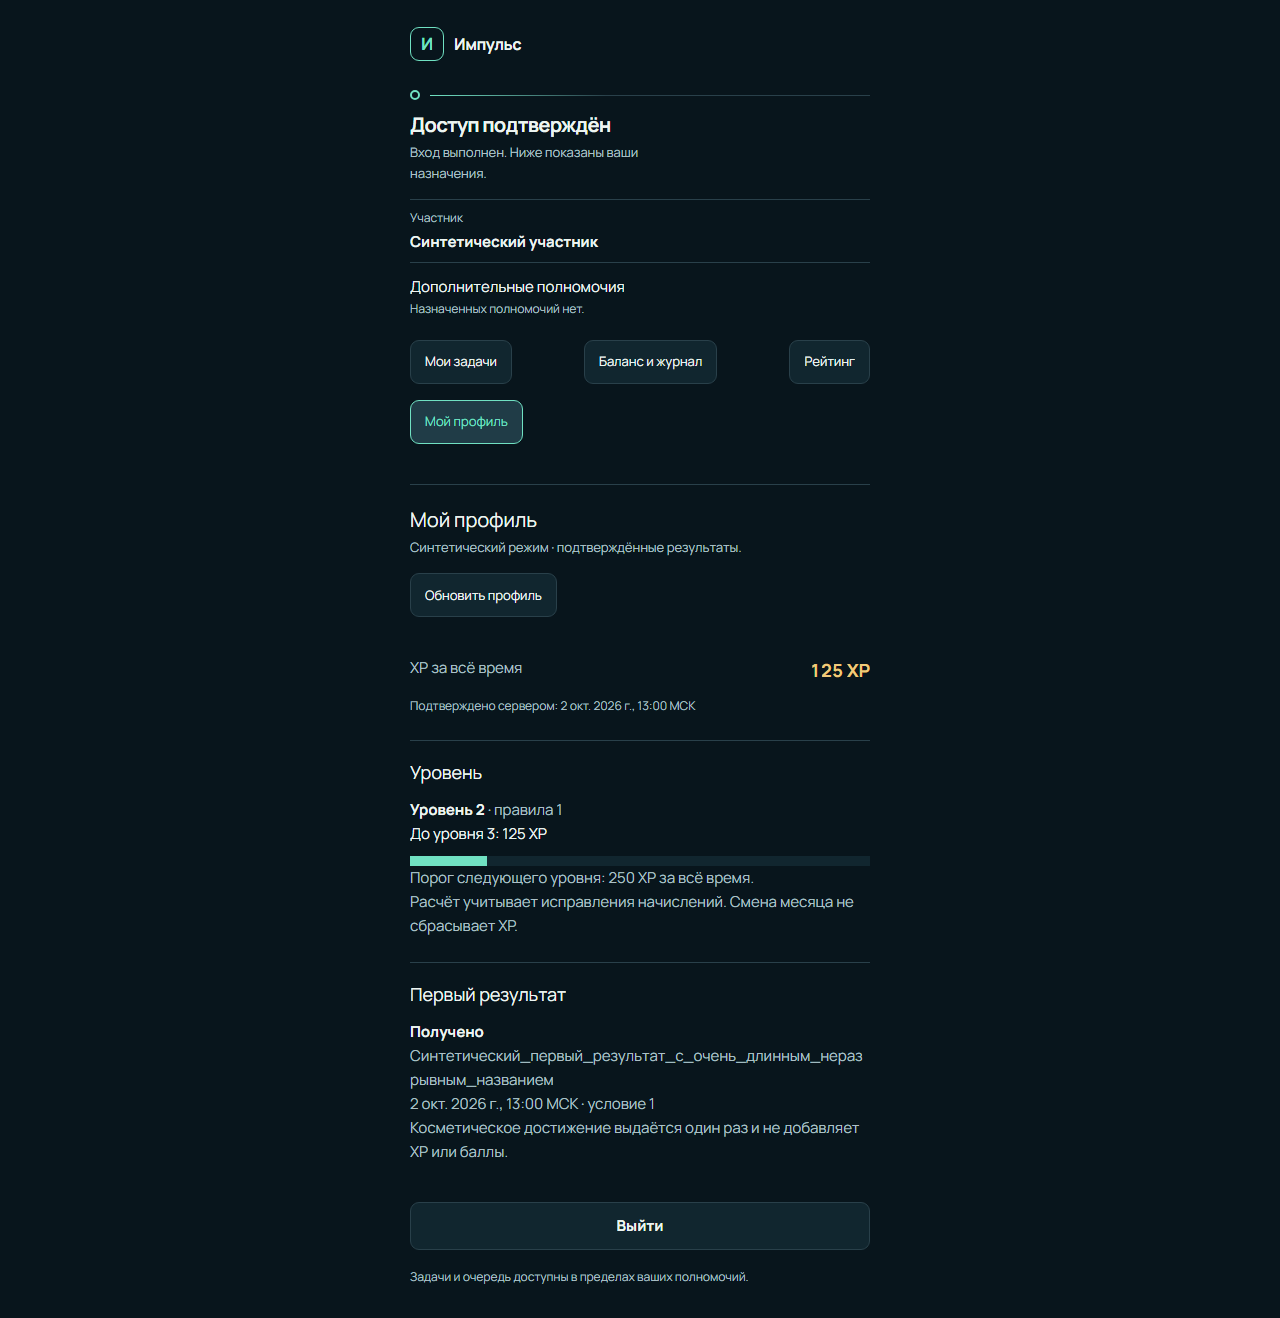 И Импульс
Доступ подтверждён
Вход выполнен. Ниже показаны ваши
назначения.
Участник
Синтетический участник
Дополнительные полномочия
Назначенных полномочий нет.
Мои задачи Баланс и журнал Рейтинг
Мой профиль
Мой профиль
Синтетический режим · подтверждённые результаты.
Обновить профиль
XP за всё время 125 XP
Подтверждено сервером: 2 окт. 2026 г., 13:00 МСК
Уровень
Уровень 2 · правила 1
До уровня 3: 125 XP
Порог следующего уровня: 250 XP за всё время.
Расчёт учитывает исправления начислений. Смена месяца не
сбрасывает XP.
Первый результат
Получено
Синтетический_первый_результат_с_очень_длинным_нераз
рывным_названием
2 окт. 2026 г., 13:00 МСК · условие 1
Косметическое достижение выдаётся один раз и не добавляет
XP или баллы.
Выйти
Задачи и очередь доступны в пределах ваших полномочий.